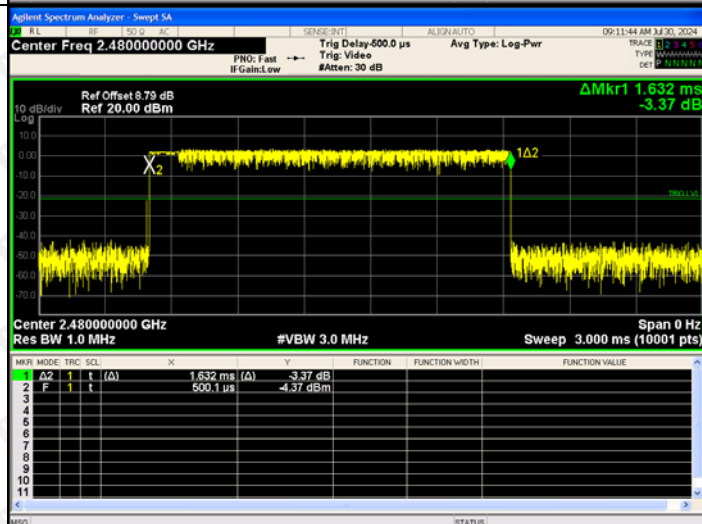 Agilent Spectrum Analyzer - Swept SA
RL RF 50 Ω AC SENSE:INT ALIGNAUTO 09:11:44 AM Jul 30, 2024
Center Freq 2.480000000 GHz
PNO: Fast
IFGain:Low
Trig Delay-500.0 µs
Trig: Video
#Atten: 30 dB
Avg Type: Log-Pwr
TRACE 1 2 3 4 5
TYPE
DET P N N N N
ΔMkr1 1.632 ms
-3.37 dB
Ref Offset 8.79 dB
10 dB/div Ref 20.00 dBm
Log
10.0
0.00
-10.0
-20.0
-30.0
-40.0
-50.0
-60.0
-70.0
2
1Δ2
TRIG LVL
Center 2.480000000 GHz Span 0 Hz
Res BW 1.0 MHz #VBW 3.0 MHz Sweep 3.000 ms (10001 pts)
MKR MODE TRC SCL X Y FUNCTION FUNCTION WIDTH FUNCTION VALUE
1 Δ2 1 t (Δ) 1.632 ms (Δ) -3.37 dB
2 F 1 t 500.1 µs -4.37 dBm
3
4
5
6
7
8
9
10
11
MSG STATUS